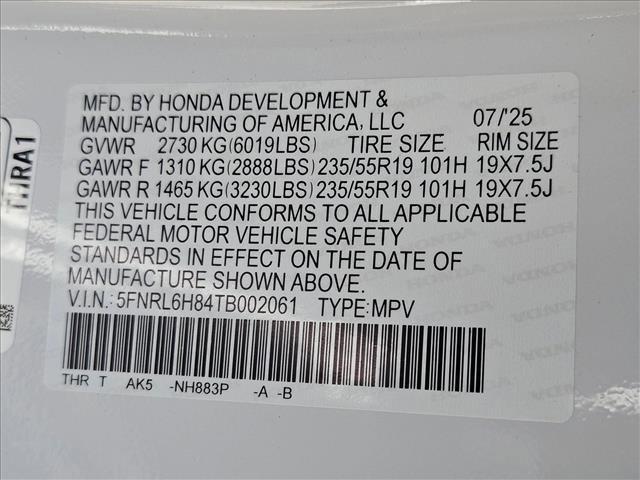 MFD. BY HONDA DEVELOPMENT &
MANUFACTURING OF AMERICA, LLC 07/'25
GVWR 2730 KG(6019LBS) TIRE SIZE RIM SIZE
GAWR F 1310 KG(2888LBS) 235/55R19 101H 19X7.5J
GAWR R 1465 KG(3230LBS) 235/55R19 101H 19X7.5J
THIS VEHICLE CONFORMS TO ALL APPLICABLE
FEDERAL MOTOR VEHICLE SAFETY
STANDARDS IN EFFECT ON THE DATE OF
MANUFACTURE SHOWN ABOVE.
V.I.N.: 5FNRL6H84TB002061 TYPE:MPV
THR T AK5 -NH883P -A -B
THRA1